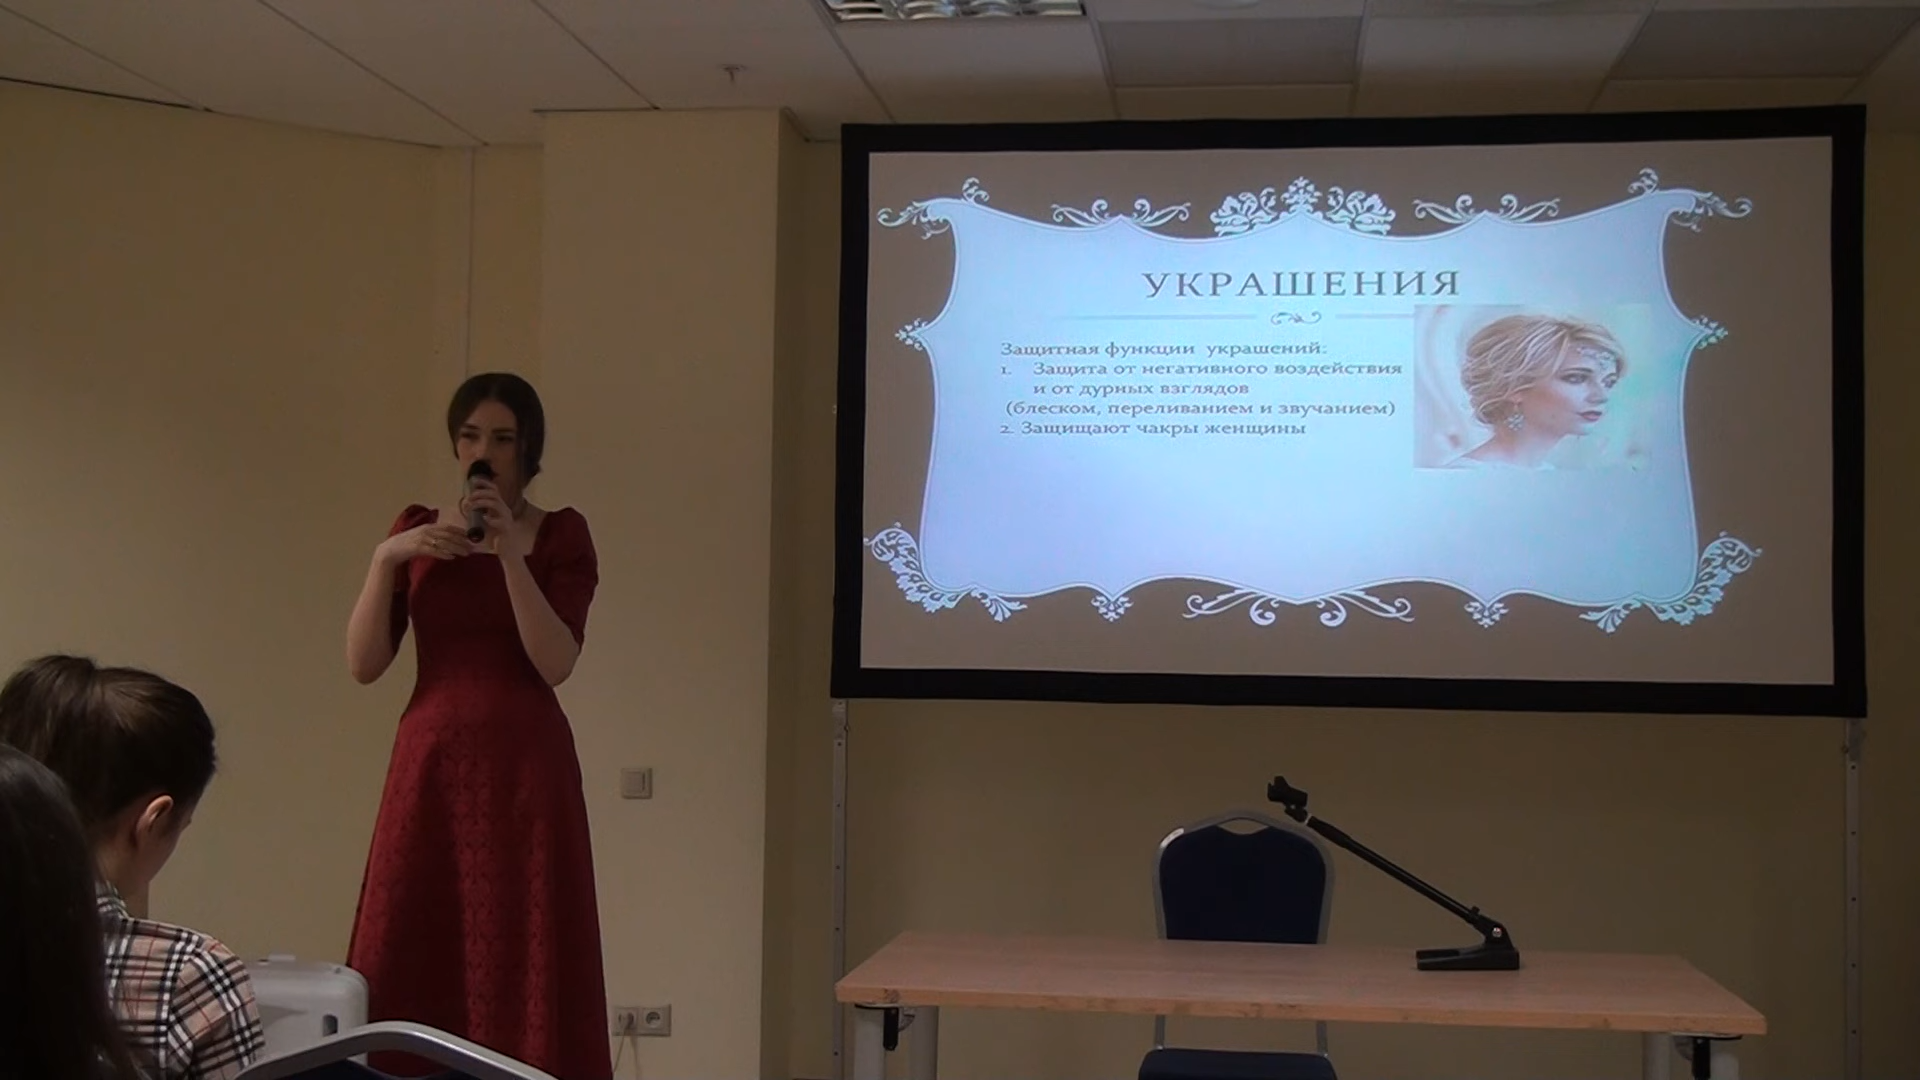 УКРАШЕНИЯ
Защитная функции украшений:
1. Защита от негативного воздействия
и от дурных взглядов
(блеском, переливанием и звучанием)
2. Защищают чакры женщины